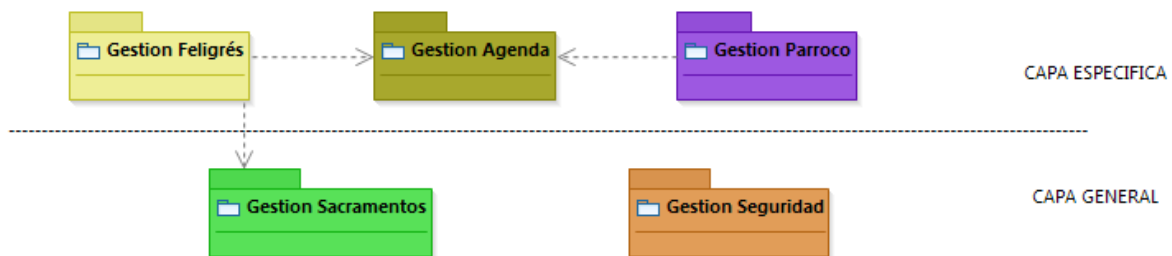 Gestion Feligrés
Gestion Agenda
Gestion Parroco
CAPA ESPECIFICA
Gestion Sacramentos
Gestion Seguridad
CAPA GENERAL